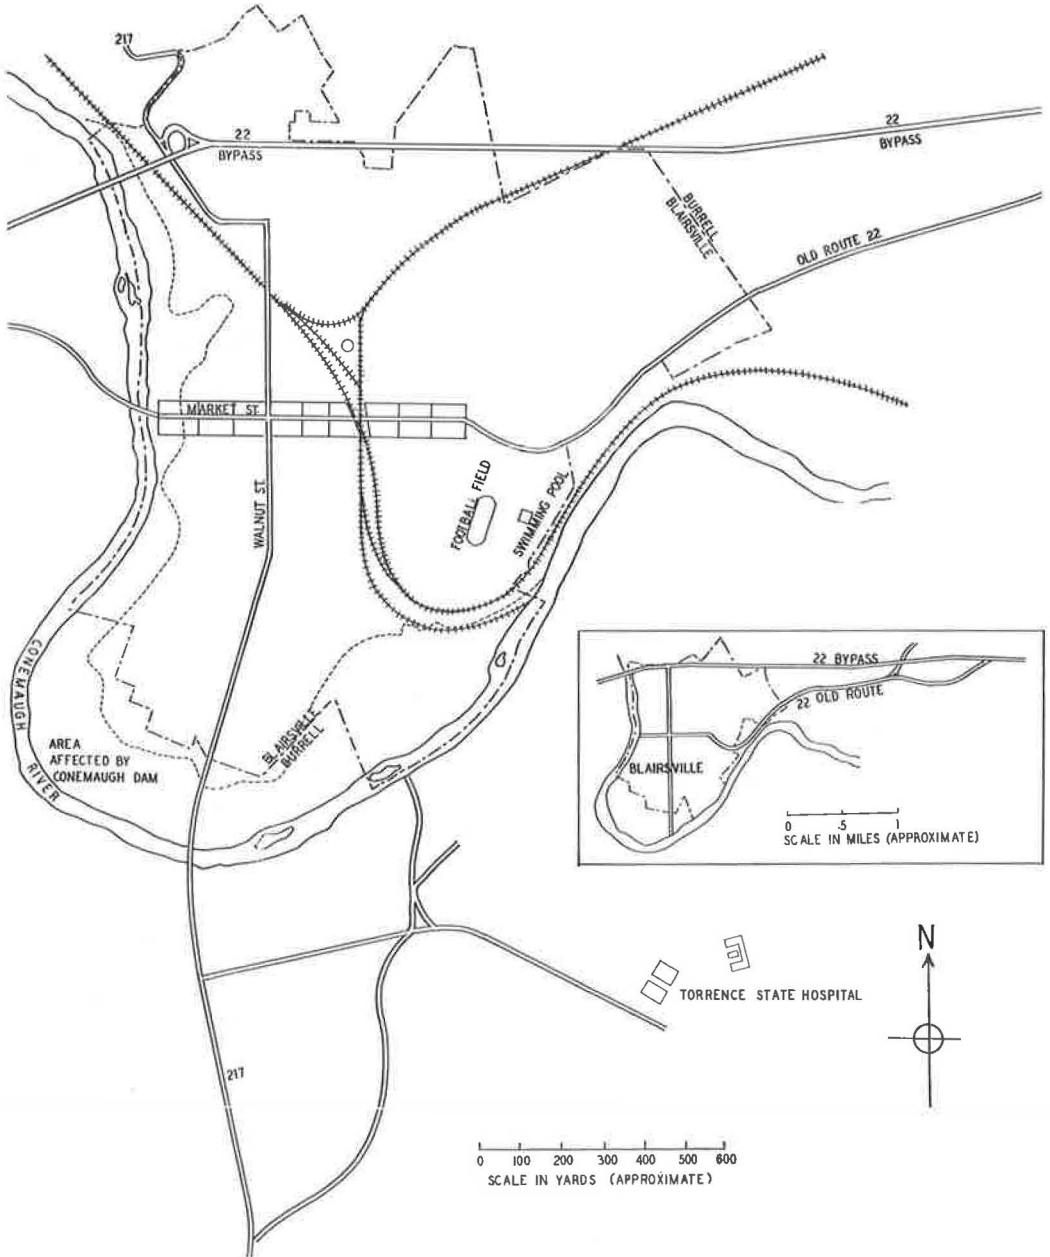 217
22
BYPASS
22
BYPASS
BURRELL
BLAIRSVILLE
OLD ROUTE 22
MARKET ST.
WALNUT ST.
FOOTBALL FIELD
SWIMMING POOL
CONEMAUGH
RIVER
AREA
AFFECTED BY
CONEMAUGH DAM
BLAIRSVILLE
BURRELL
22 BYPASS
22 OLD ROUTE
BLAIRSVILLE
0 .5 1
SCALE IN MILES (APPROXIMATE)
N
TORRENCE STATE HOSPITAL
217
0 100 200 300 400 500 600
SCALE IN YARDS (APPROXIMATE)